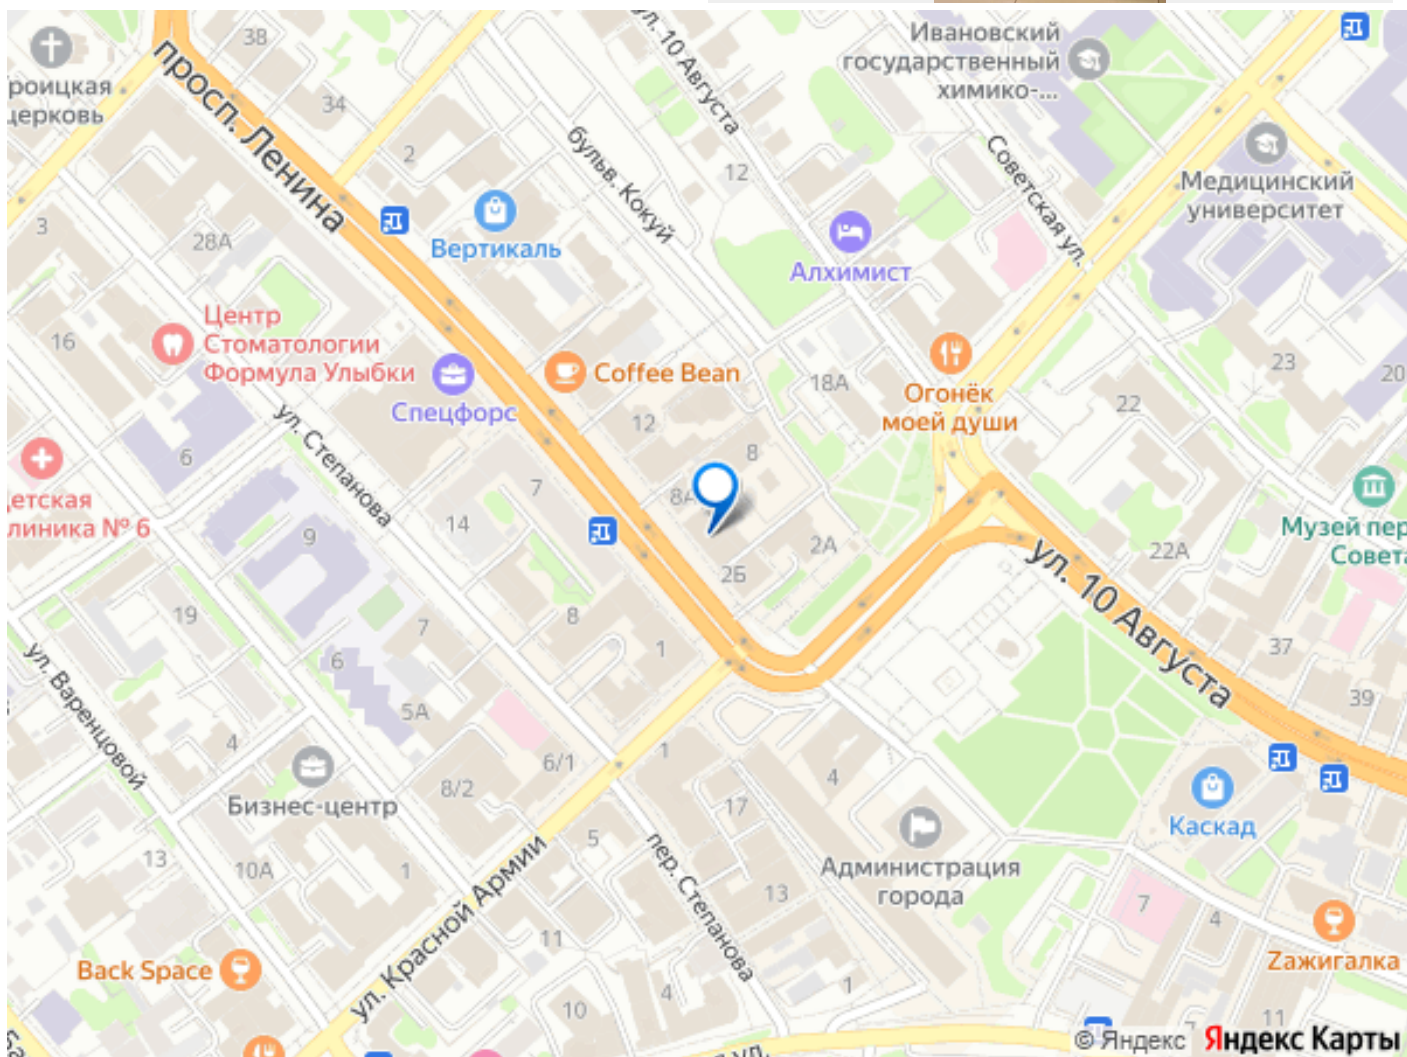 38
роицкая
церковь
34
просп. Ленина
2
ул. 10 Августа
бульв. Кокуй
12
Ивановский
государственный
химико-...
Советская ул.
Медицинский
университет
3
28А
Вертикаль
Алхимист
16
Центр
Стоматологии
Формула Улыбки
Спецфорс
Coffee Bean
12
18А
Огонёк
моей души
22
23
20
6
ул. Степанова
7
8
8А
етская
линика № 6
9
14
2Б
2А
ул. 10 Августа
22А
Музей пер
Совета
19
7
8
1
37
39
ул. Варенцовой
6
5А
4
Бизнес-центр
8/2
6/1
1
17
4
Каскад
Администрация
города
13
10А
1
5
ул. Красной Армии
пер. Степанова
13
7
4
11
Back Space
Zажигалка
10
4
1
11
ул.
© Яндекс Яндекс Карты